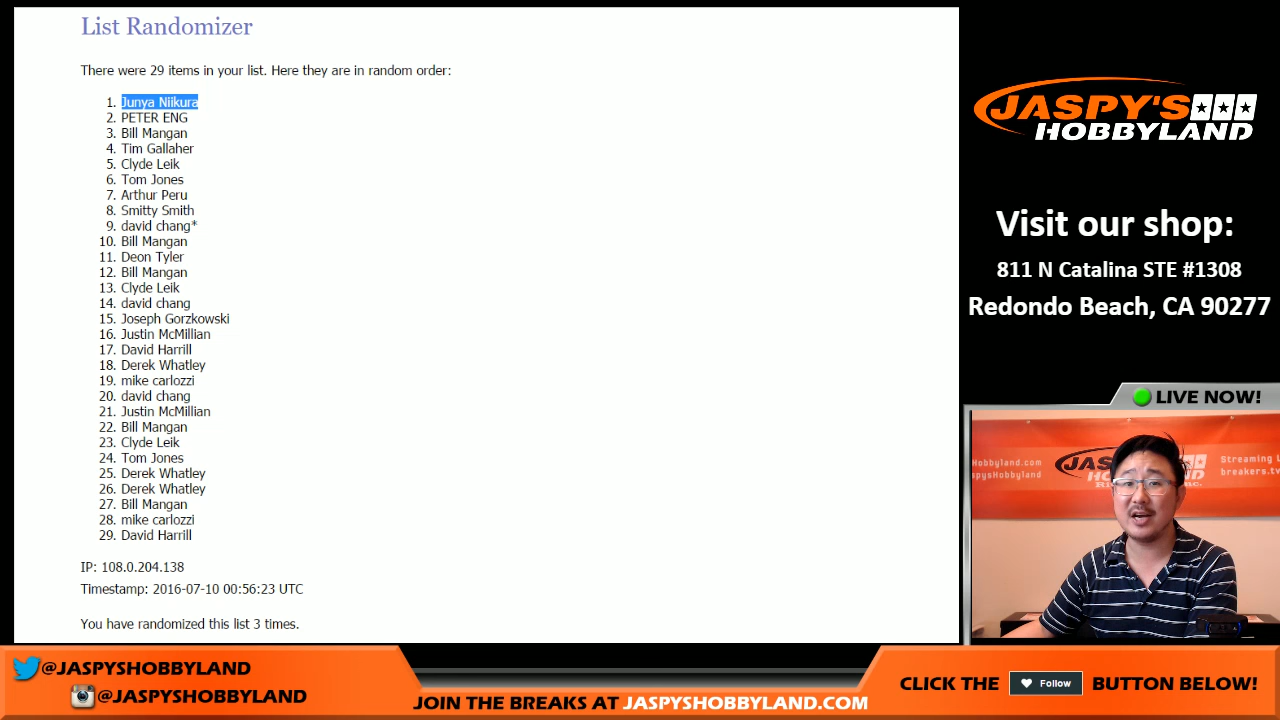 List Randomizer
There were 29 items in your list. Here they are in random order:
1. Junya Niikura
2. PETER ENG
3. Bill Mangan
4. Tim Gallaher
5. Clyde Leik
6. Tom Jones
7. Arthur Peru
8. Smitty Smith
9. david chang*
10. Bill Mangan
11. Deon Tyler
12. Bill Mangan
13. Clyde Leik
14. david chang
15. Joseph Gorzkowski
16. Justin McMillian
17. David Harrill
18. Derek Whatley
19. mike carlozzi
20. david chang
21. Justin McMillian
22. Bill Mangan
23. Clyde Leik
24. Tom Jones
25. Derek Whatley
26. Derek Whatley
27. Bill Mangan
28. mike carlozzi
29. David Harrill
IP: 108.0.204.138
Timestamp: 2016-07-10 00:56:23 UTC
You have randomized this list 3 times.
JASPY'S
HOBBYLAND
Visit our shop:
811 N Catalina STE #1308
Redondo Beach, CA 90277
LIVE NOW!
Hobbyland.com
Streaming
breakers.tv
@JASPYSHOBBYLAND
@JASPYSHOBBYLAND
JOIN THE BREAKS AT JASPYSHOBBYLAND.COM
CLICK THE Follow BUTTON BELOW!